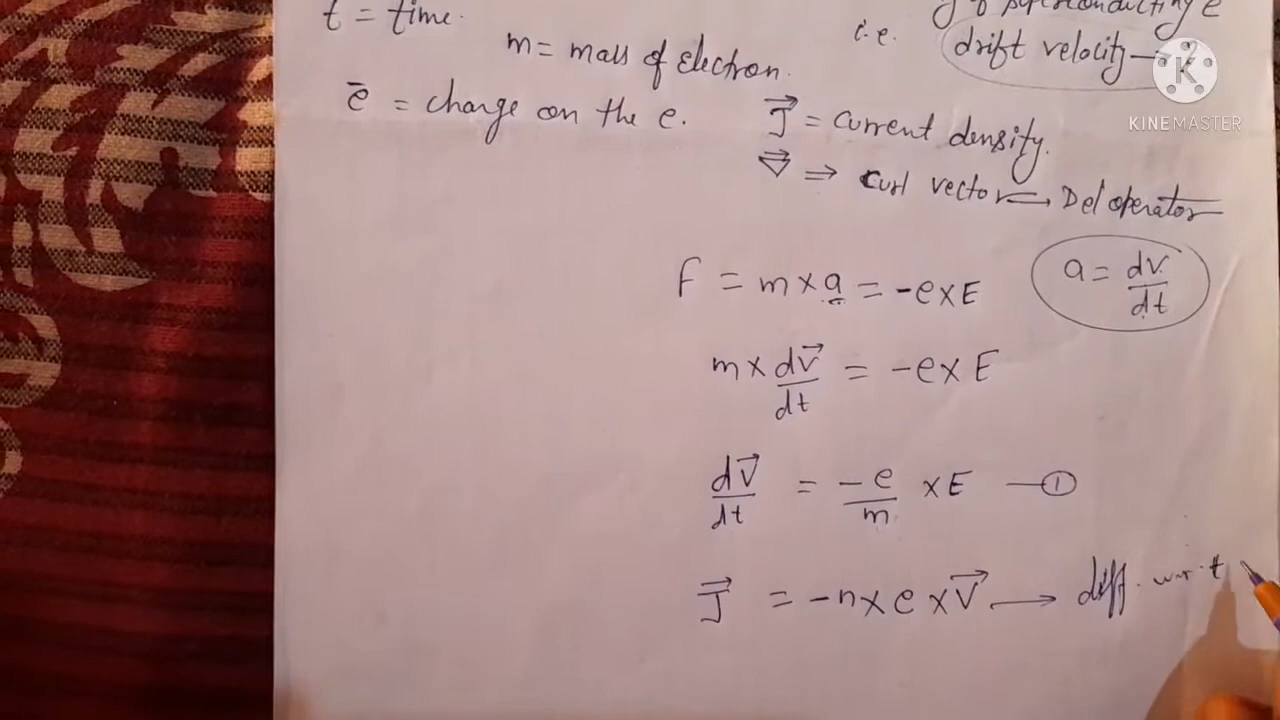 t = time.
i.e.
drift velocity →
m = mass of electron.
KINEMASTER
ē = charge on the e.
J⃗ = current density.
∇⃗ ⇒ curl vector Del operator
F = m × a = -e × E
a = dv/dt
m × dv⃗/dt = -e × E
dv⃗/dt = -e/m × E —①
J⃗ = -n × e × v⃗ → diff. w.r.t